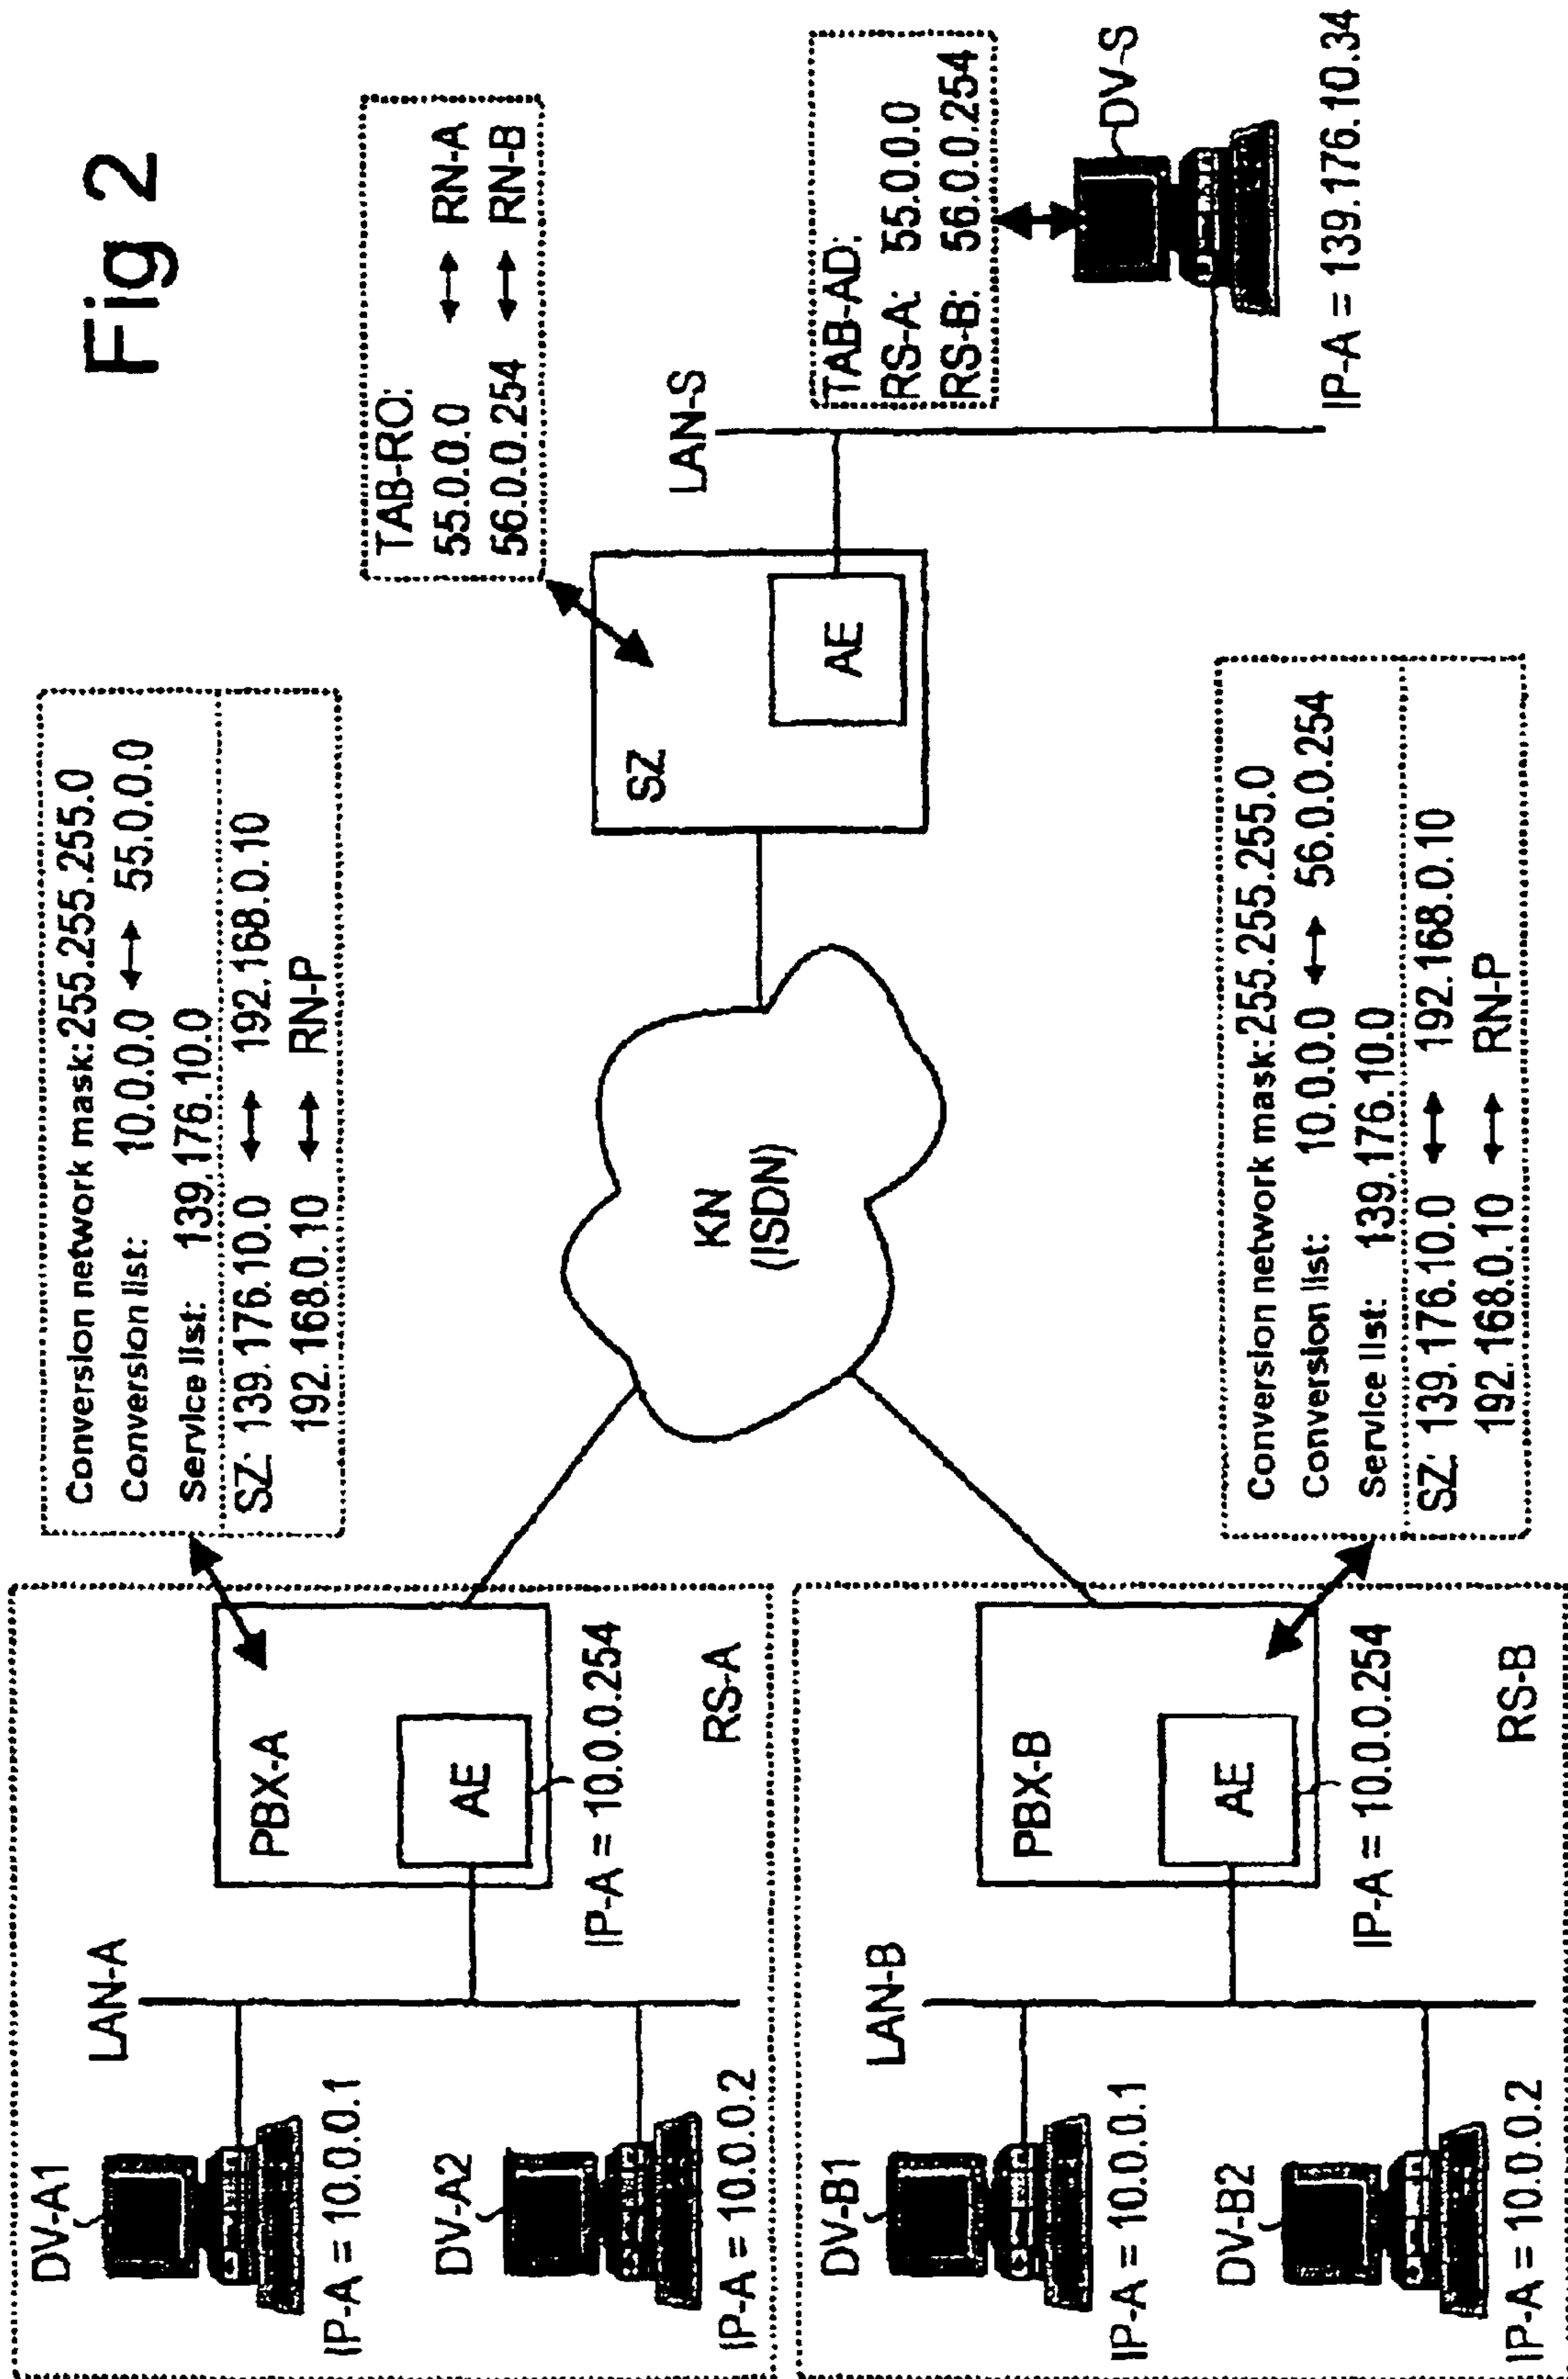 Fig 2
TAB-RO:
55.0.0.0 ↔ RN-A
56.0.0.254 ↔ RN-B
Conversion network mask:255.255.255.0
Conversion list: 10.0.0.0 ↔ 55.0.0.0
Service list: 139.176.10.0
SZ: 139.176.10.0 ↔ 192.168.0.10
192.168.0.10 ↔ RN-P
DV-A1
IP-A = 10.0.0.1
LAN-A
DV-A2
IP-A = 10.0.0.2
PBX-A
AE
IP-A = 10.0.0.254
RS-A
KN
(ISDN)
SZ
AE
LAN-S
TAB-AD:
RS-A: 55.0.0.0
RS-B: 56.0.0.254
DV-S
IP-A = 139.176.10.34
DV-B1
IP-A = 10.0.0.1
LAN-B
DV-B2
IP-A = 10.0.0.2
PBX-B
AE
IP-A = 10.0.0.254
RS-B
Conversion network mask:255.255.255.0
Conversion list: 10.0.0.0 ↔ 56.0.0.254
Service list: 139.176.10.0
SZ: 139.176.10.0 ↔ 192.168.0.10
192.168.0.10 ↔ RN-P